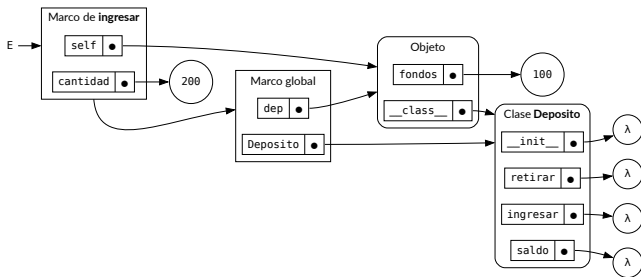 Marco de ingresar
E
self
cantidad
200
Marco global
dep
Deposito
Objeto
fondos
100
__class__
Clase Deposito
__init__
λ
retirar
λ
ingresar
λ
saldo
λ